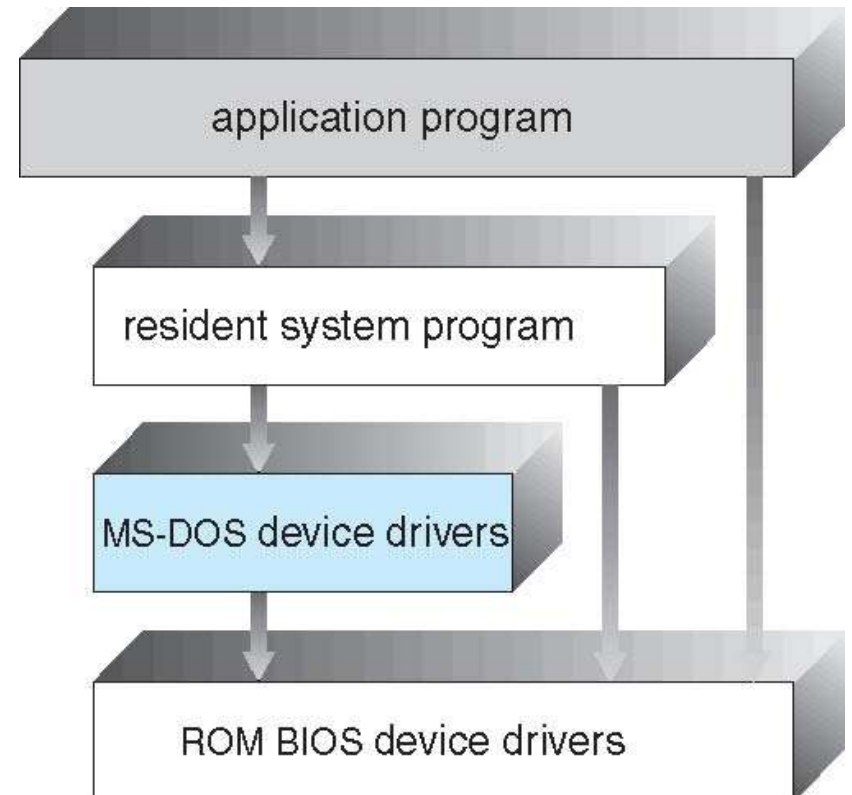 application program
resident system program
MS-DOS device drivers
ROM BIOS device drivers